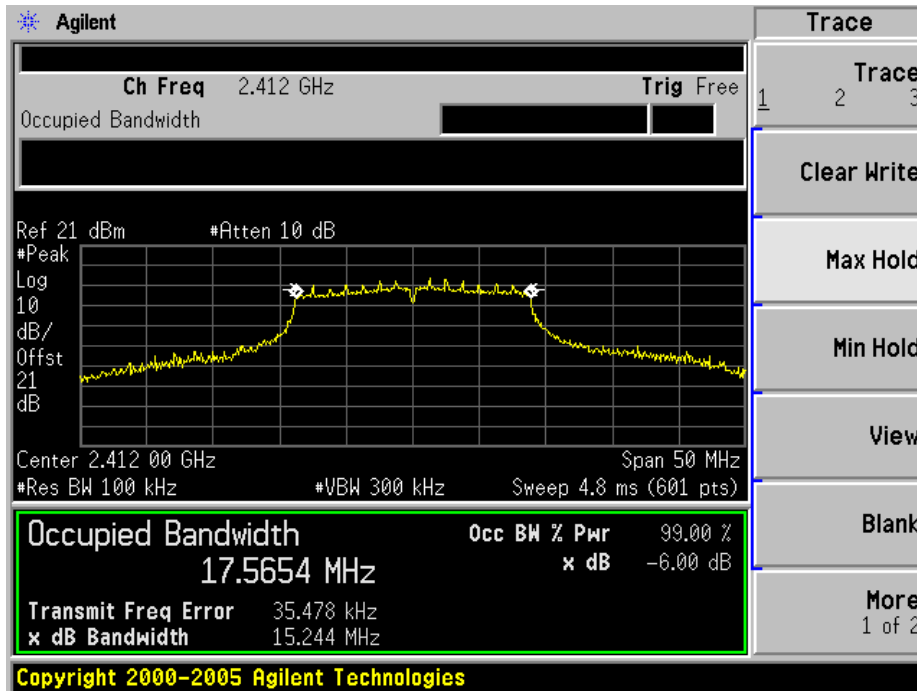 Agilent
Trace
Ch Freq 2.412 GHz Trig Free
Occupied Bandwidth
Trace
1 2 3
Clear Write
Max Hold
Min Hold
View
Blank
More
1 of 2
Ref 21 dBm #Atten 10 dB
#Peak
Log
10
dB/
Offst
21
dB
Center 2.412 00 GHz Span 50 MHz
#Res BW 100 kHz #VBW 300 kHz Sweep 4.8 ms (601 pts)
Occupied Bandwidth
17.5654 MHz
Occ BW % Pwr 99.00 %
x dB -6.00 dB
Transmit Freq Error 35.478 kHz
x dB Bandwidth 15.244 MHz
Copyright 2000-2005 Agilent Technologies